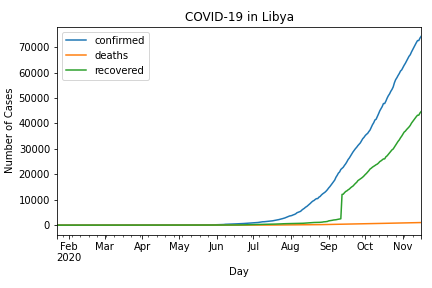 COVID-19 in Libya
confirmed
deaths
recovered
Number of Cases
70000
60000
50000
40000
30000
20000
10000
0
Feb Mar Apr May Jun Jul Aug Sep Oct Nov
2020
Day